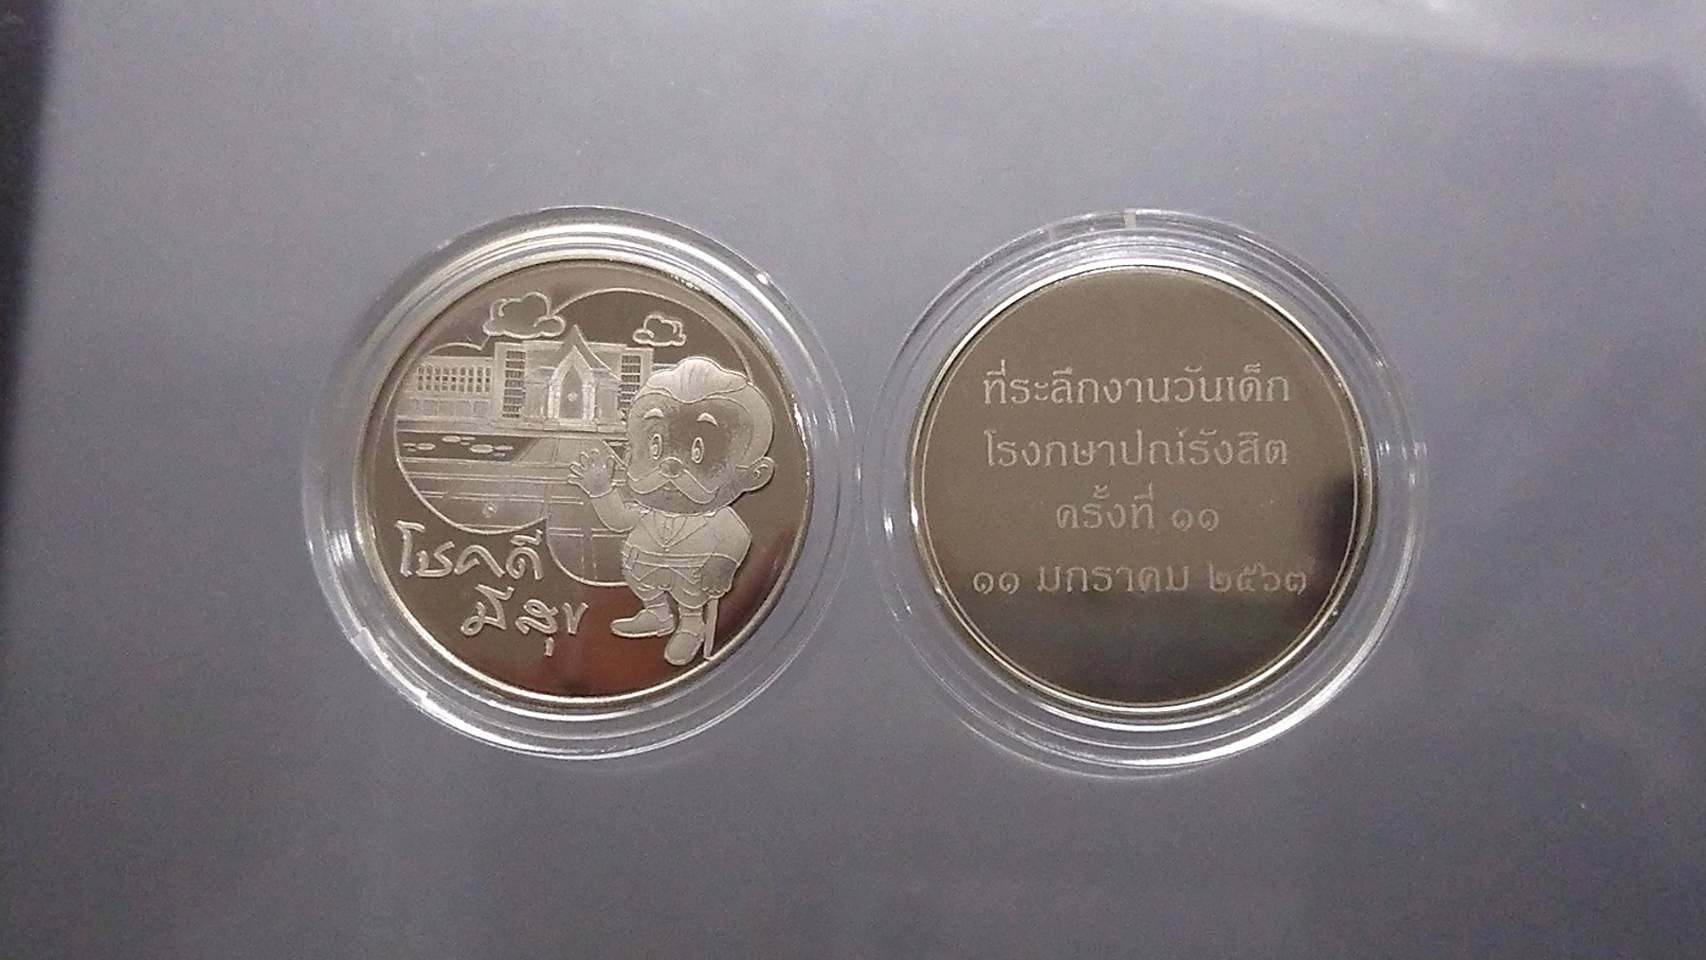 โชคดี
มีสุข
ที่ระลึกงานวันเด็ก
โรงกษาปณ์รังสิต
ครั้งที่ ๑๑
๑๑ มกราคม ๒๕๖๓